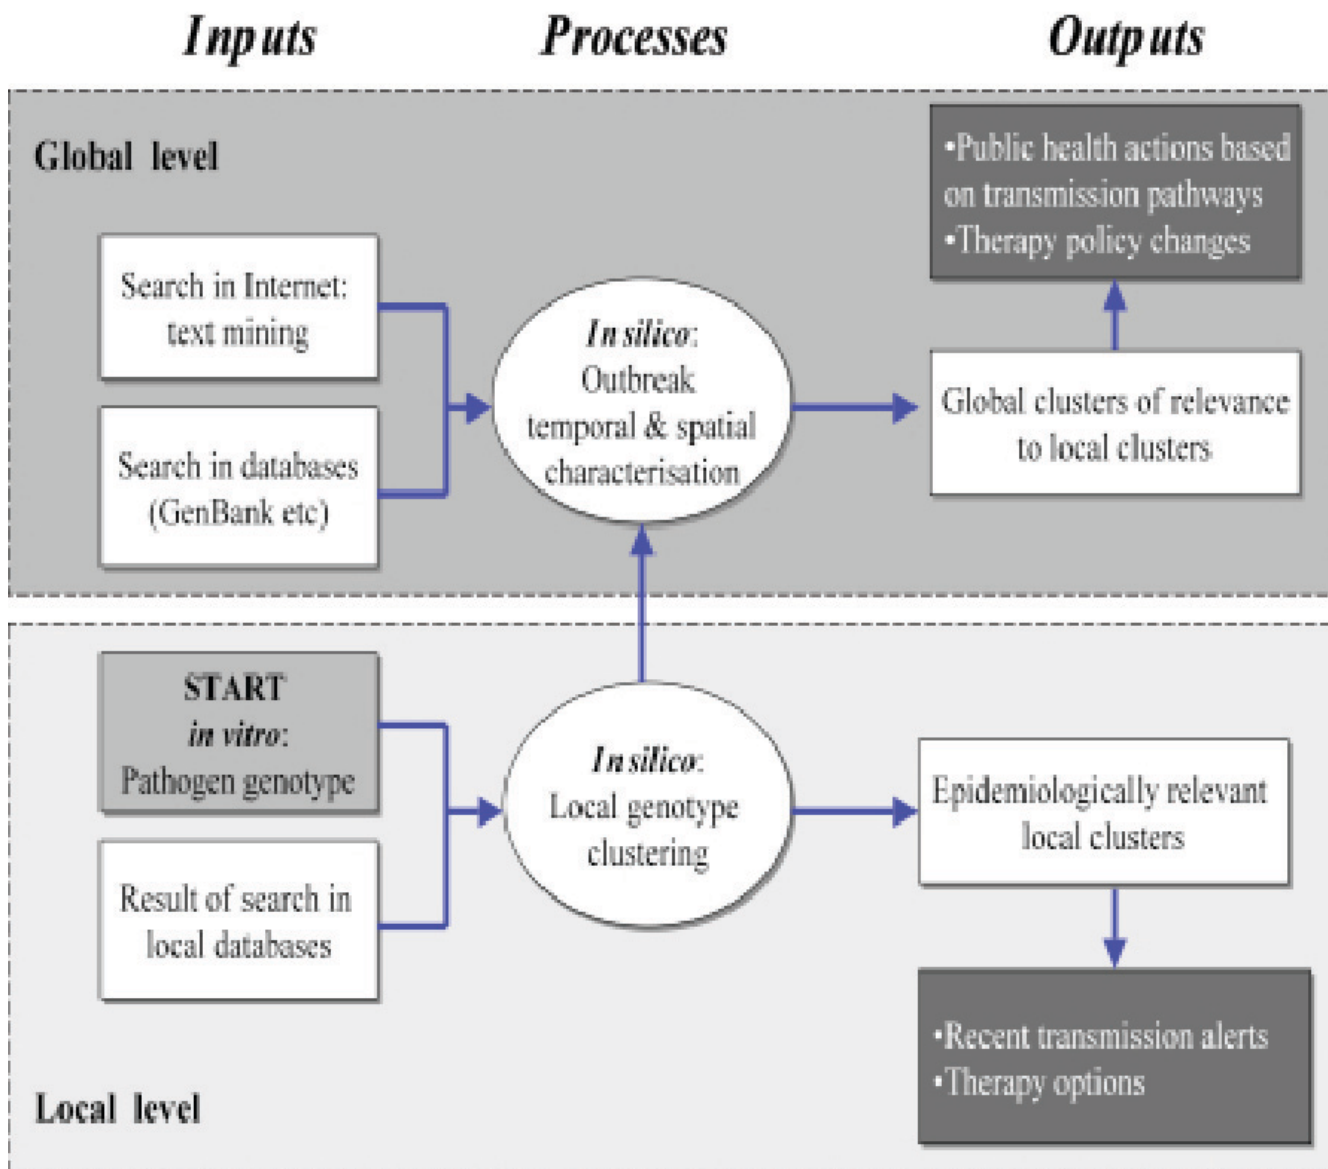 Inputs
Processes
Outputs
Global level
Search in Internet:
text mining
Search in databases
(GenBank etc)
In silico:
Outbreak
temporal & spatial
characterisation
•Public health actions based
on transmission pathways
•Therapy policy changes
Global clusters of relevance
to local clusters
START
in vitro:
Pathogen genotype
Result of search in
local databases
In silico:
Local genotype
clustering
Epidemiologically relevant
local clusters
•Recent transmission alerts
•Therapy options
Local level